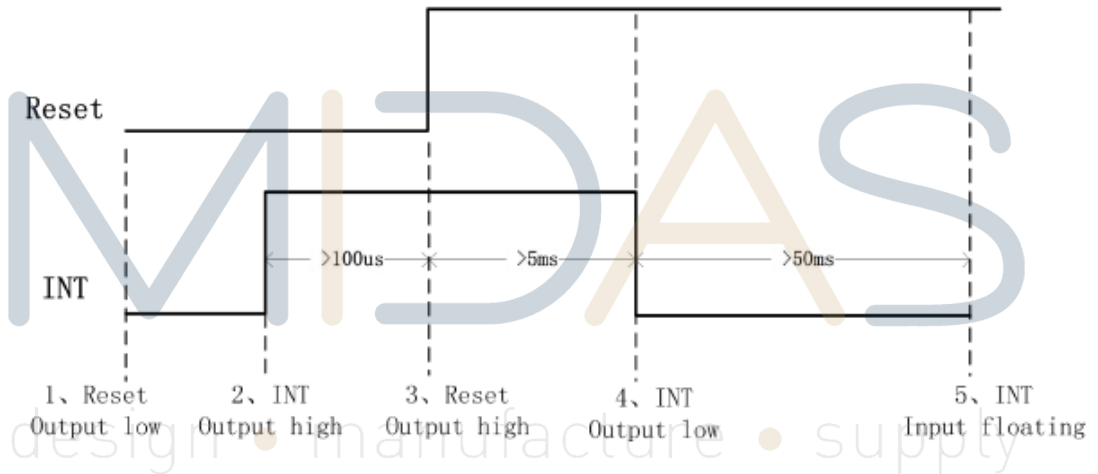 MIDAS
design • manufacture • supply
Reset
INT
>100us
>5ms
>50ms
1、Reset
Output low
2、INT
Output high
3、Reset
Output high
4、INT
Output low
5、INT
Input floating